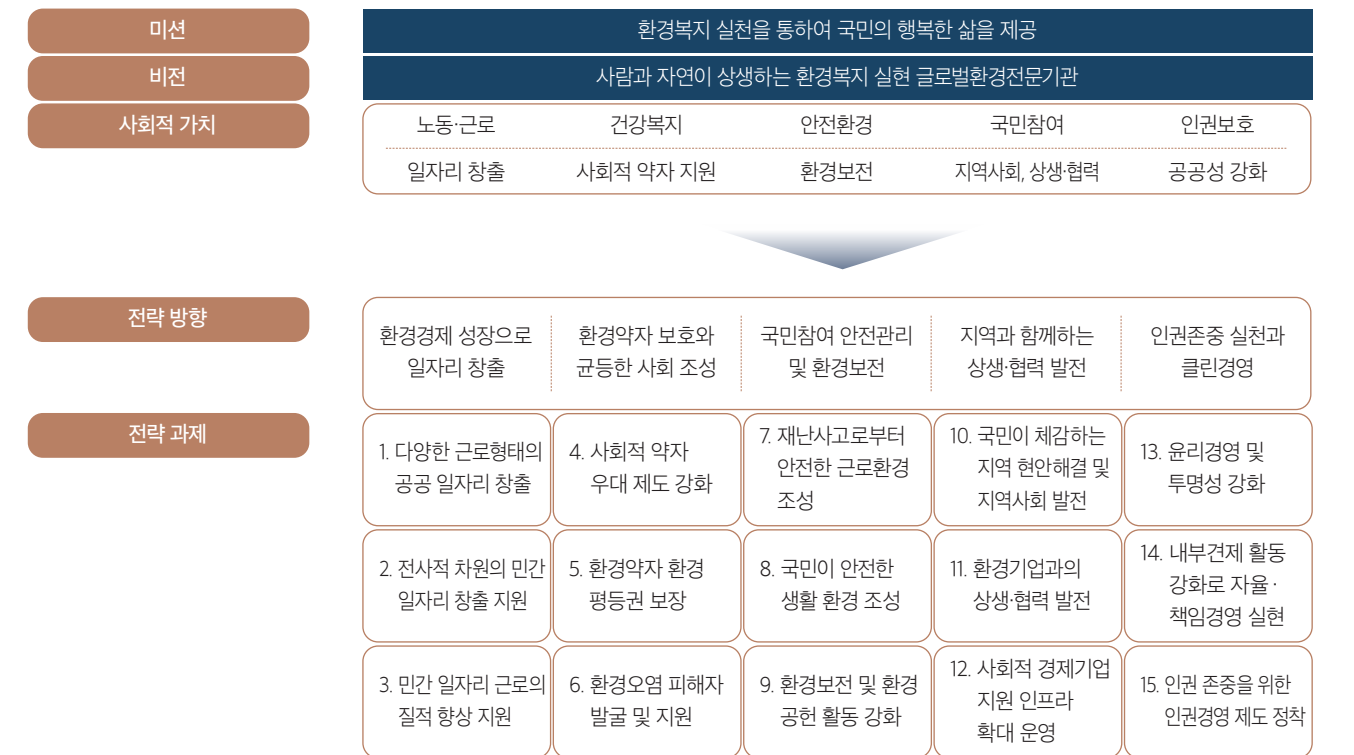 미션
환경복지 실천을 통하여 국민의 행복한 삶을 제공
비전
사람과 자연이 상생하는 환경복지 실현 글로벌환경전문기관
사회적 가치
노동·근로 건강복지 안전환경 국민참여 인권보호
일자리 창출 사회적 약자 지원 환경보전 지역사회, 상생·협력 공공성 강화
전략 방향
환경경제 성장으로
일자리 창출
환경약자 보호와
균등한 사회 조성
국민참여 안전관리
및 환경보전
지역과 함께하는
상생·협력 발전
인권존중 실천과
클린경영
전략 과제
1. 다양한 근로형태의
공공 일자리 창출
4. 사회적 약자
우대 제도 강화
7. 재난사고로부터
안전한 근로환경
조성
10. 국민이 체감하는
지역 현안해결 및
지역사회 발전
13. 윤리경영 및
투명성 강화
2. 전사적 차원의 민간
일자리 창출 지원
5. 환경약자 환경
평등권 보장
8. 국민이 안전한
생활 환경 조성
11. 환경기업과의
상생·협력 발전
14. 내부견제 활동
강화로 자율·
책임경영 실현
3. 민간 일자리 근로의
질적 향상 지원
6. 환경오염 피해자
발굴 및 지원
9. 환경보전 및 환경
공헌 활동 강화
12. 사회적 경제기업
지원 인프라
확대 운영
15. 인권 존중을 위한
인권경영 제도 정착